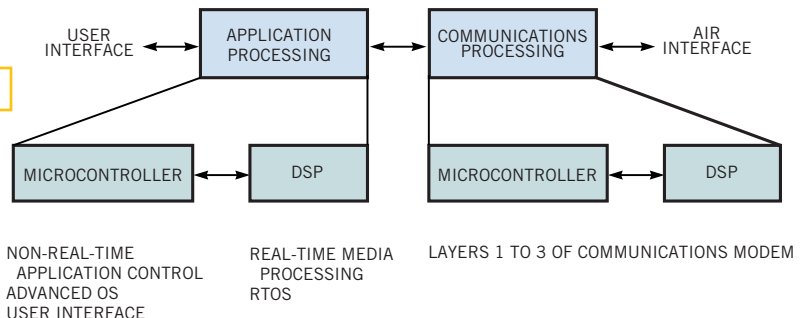 USER
INTERFACE
APPLICATION
PROCESSING
COMMUNICATIONS
PROCESSING
AIR
INTERFACE
MICROCONTROLLER
DSP
MICROCONTROLLER
DSP
NON-REAL-TIME
APPLICATION CONTROL
ADVANCED OS
USER INTERFACE
REAL-TIME MEDIA
PROCESSING
RTOS
LAYERS 1 TO 3 OF COMMUNICATIONS MODEM